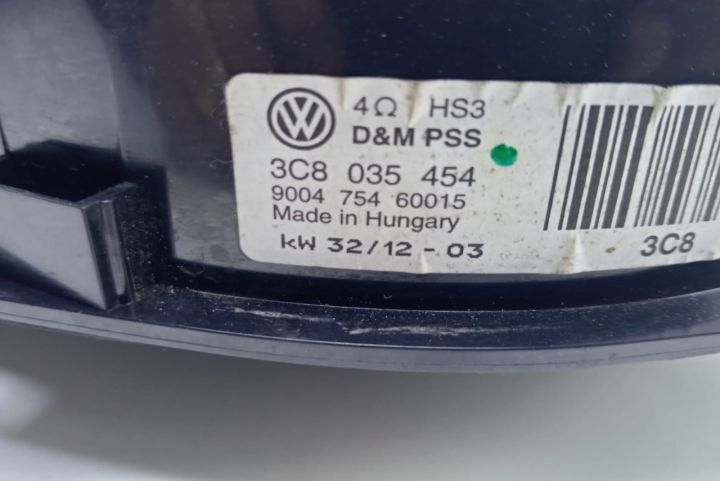 4Ω HS3
D&M PSS
3C8 035 454
9004 754 60015
Made in Hungary
kW 32/12 - 03
3C8